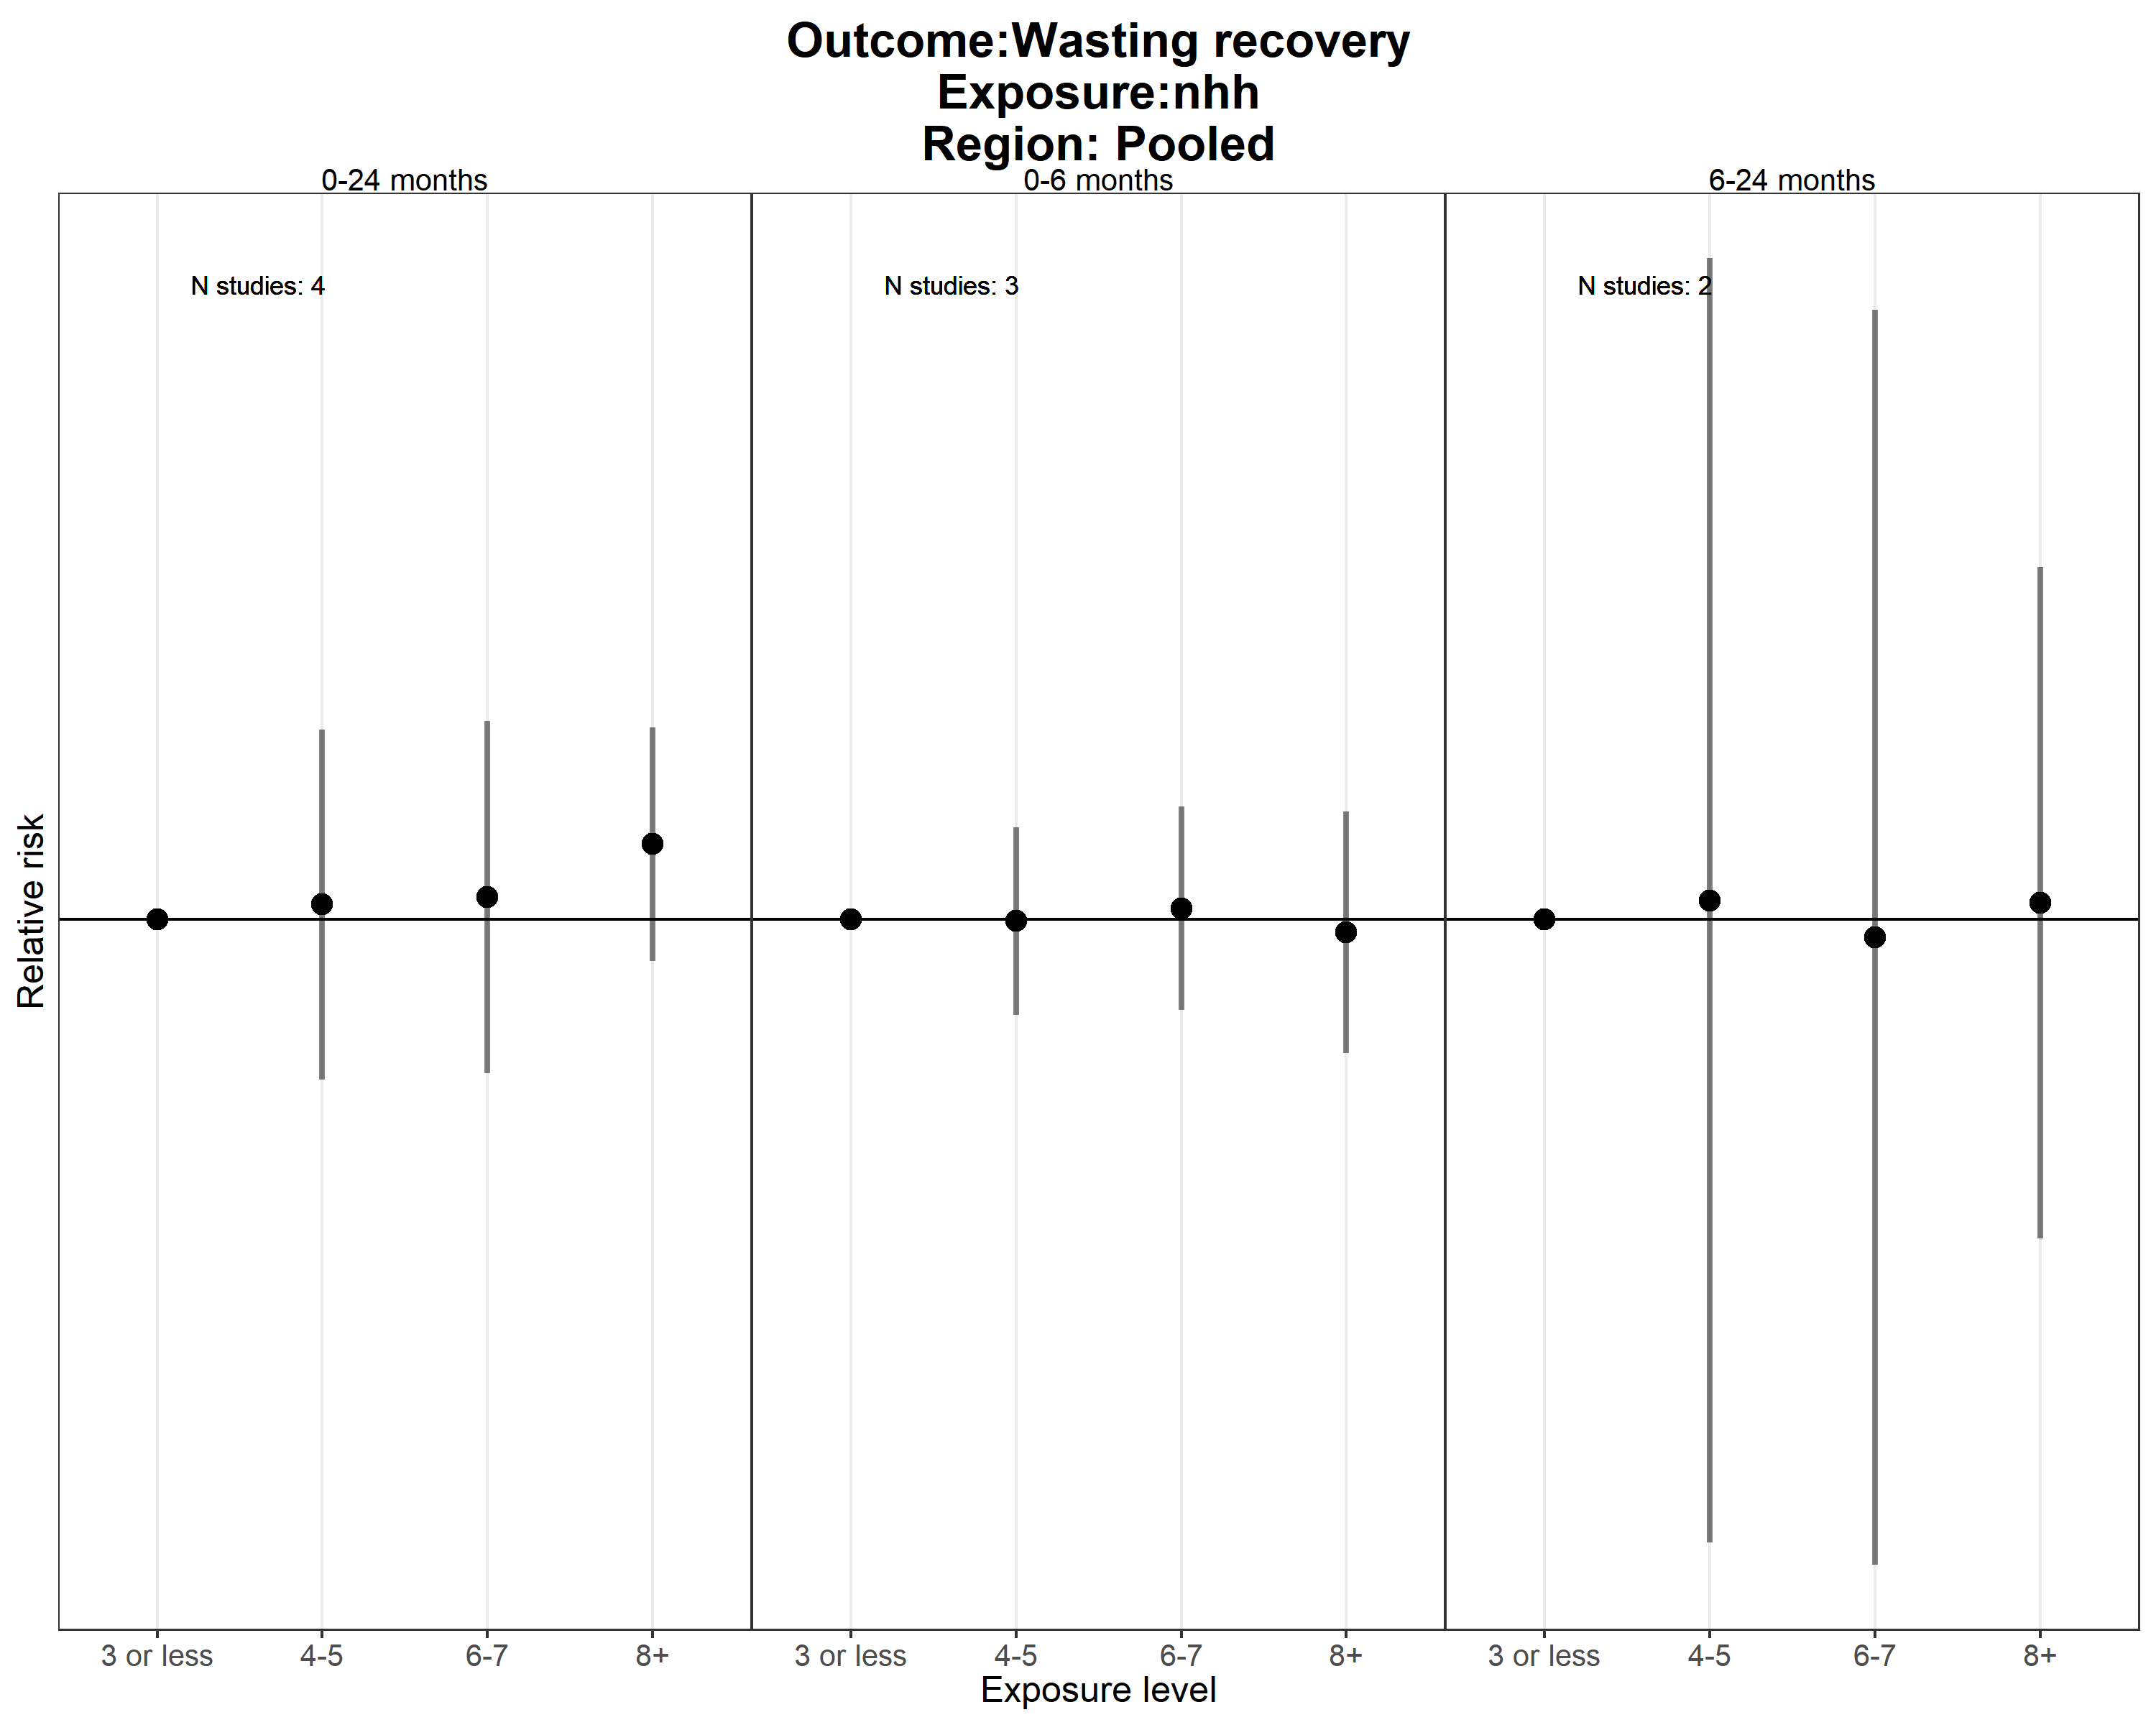 Outcome:Wasting recovery
Exposure:nhh
Region: Pooled
0-24 months
0-6 months
6-24 months
N studies: 4
N studies: 3
N studies: 2
Relative risk
3 or less
4-5
6-7
8+
3 or less
4-5
6-7
8+
3 or less
4-5
6-7
8+
Exposure level